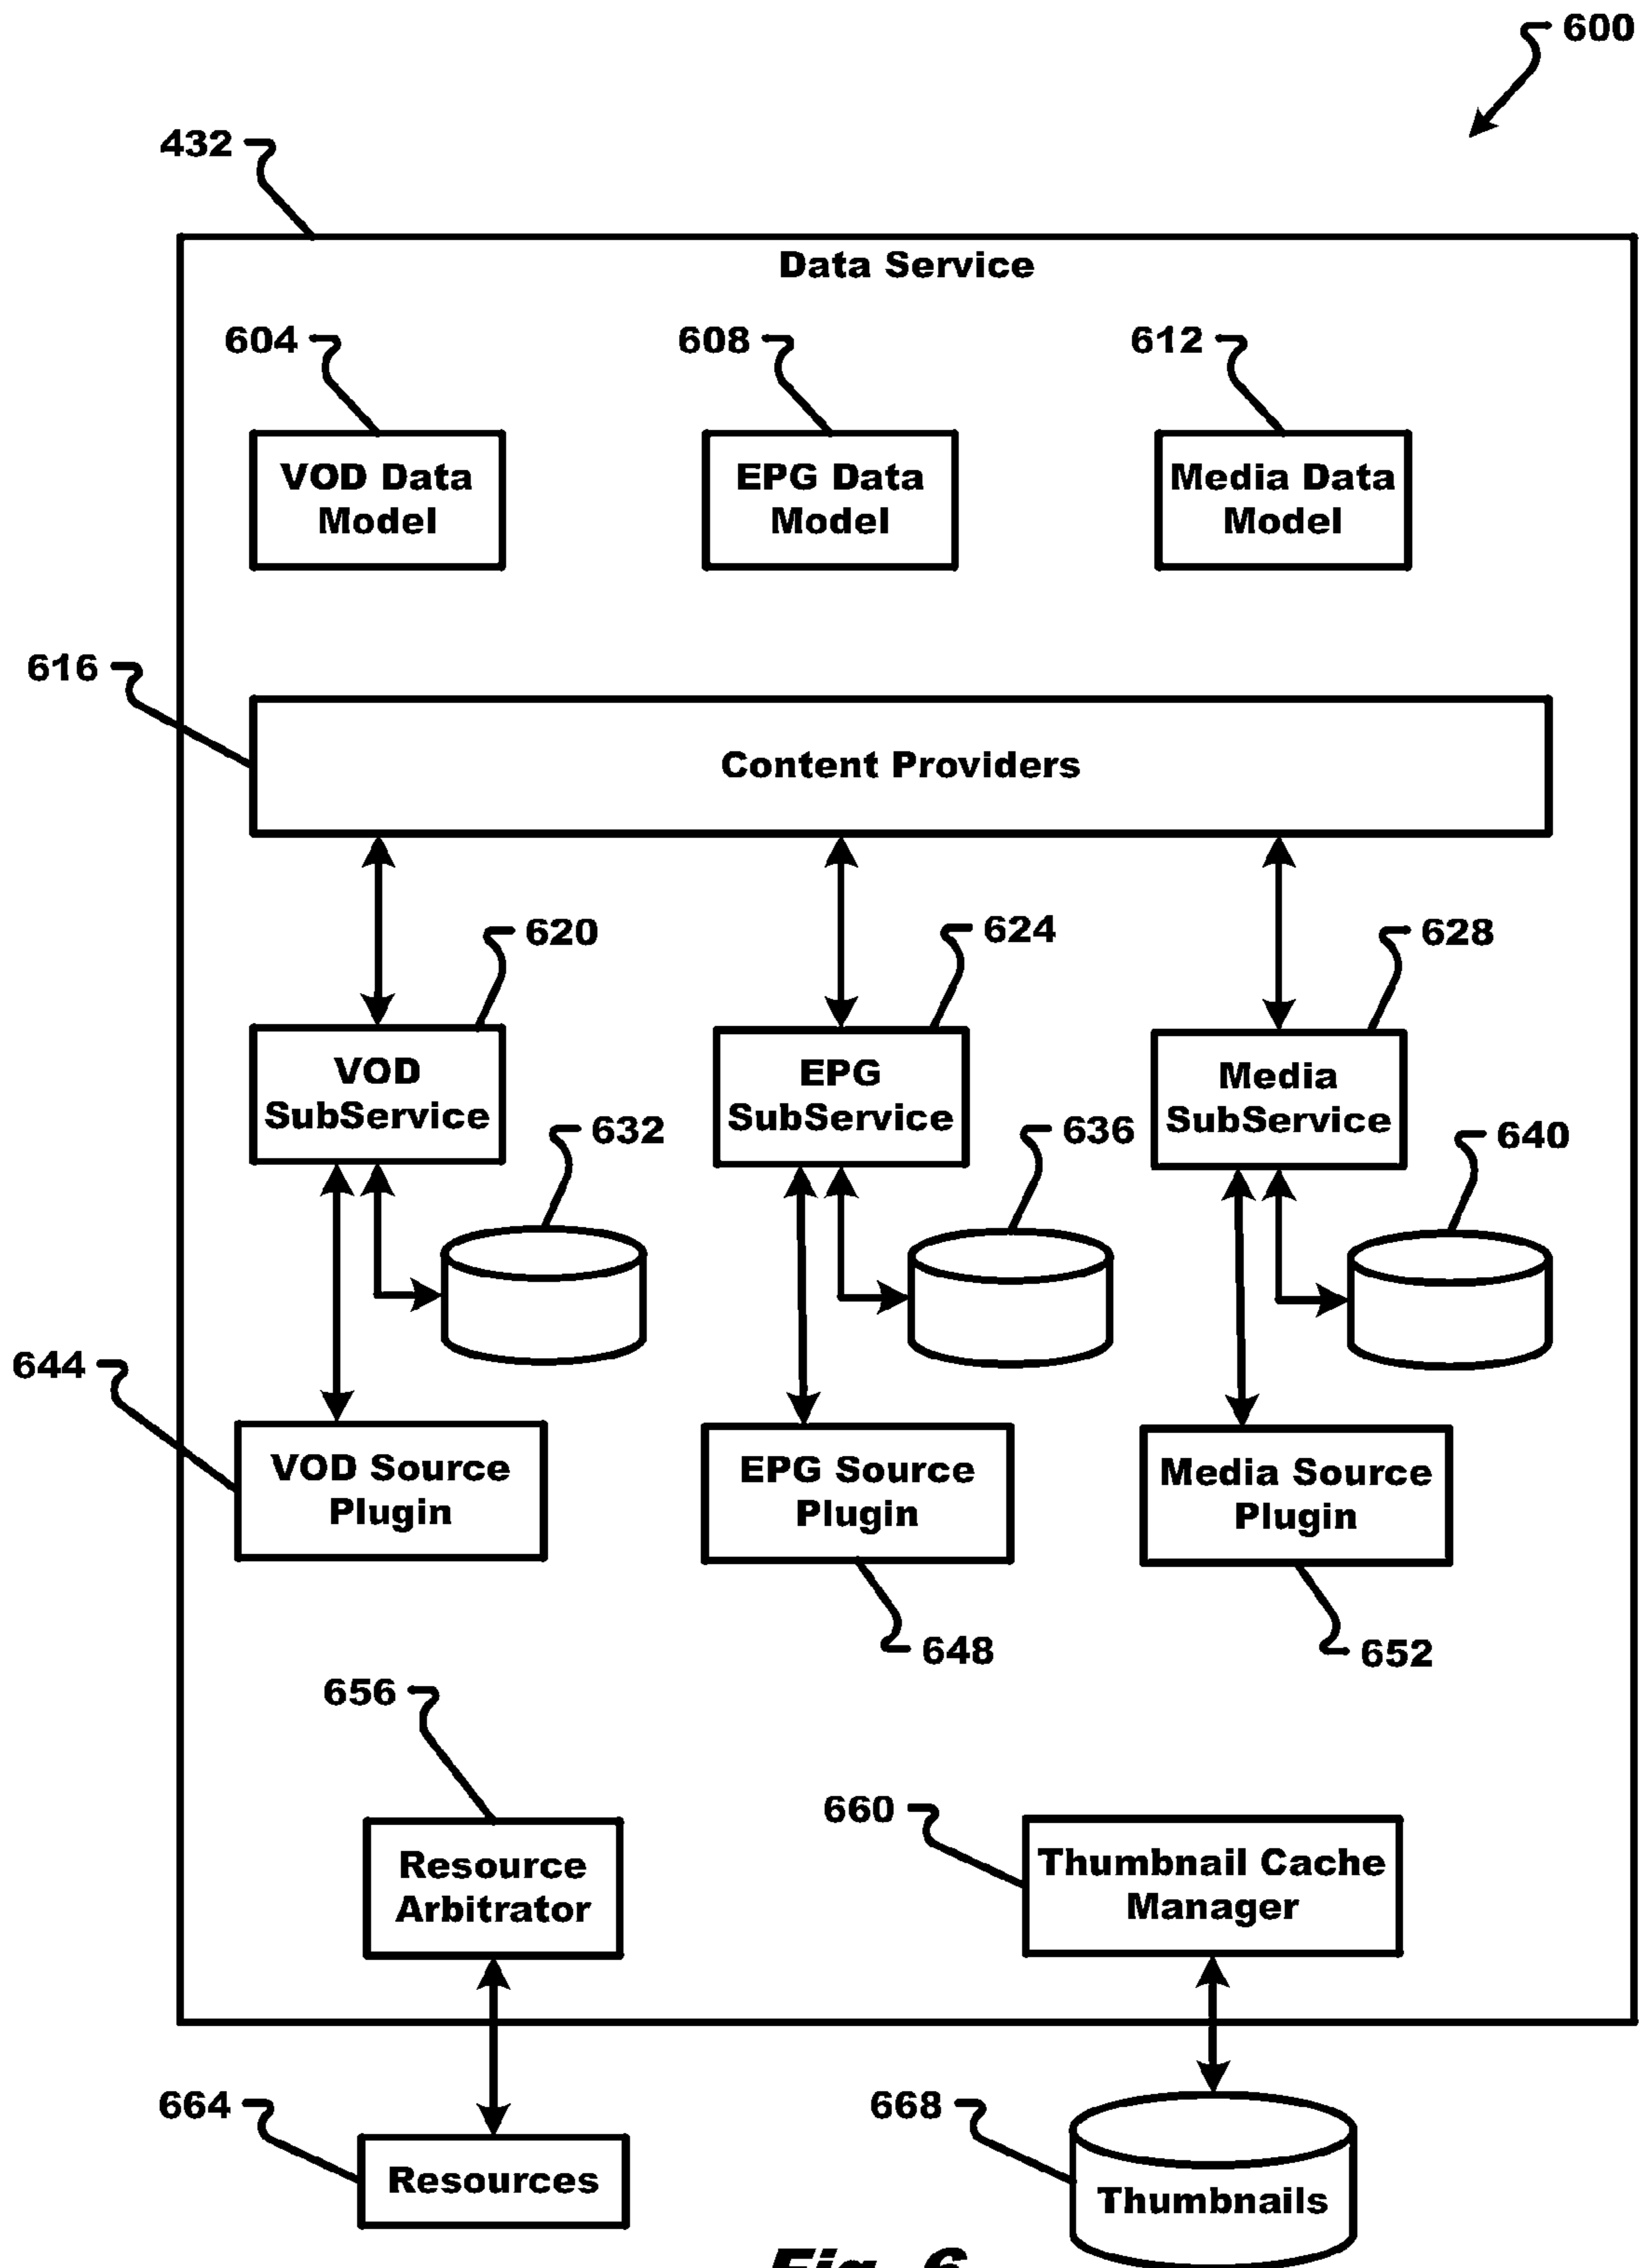 600
432
Data Service
604
608
612
VOD Data
Model
EPG Data
Model
Media Data
Model
616
Content Providers
620
624
628
VOD
SubService
EPG
SubService
Media
SubService
632
636
640
644
VOD Source
Plugin
EPG Source
Plugin
Media Source
Plugin
648
652
656
660
Resource
Arbitrator
Thumbnail Cache
Manager
664
668
Resources
Thumbnails
Fig. 6